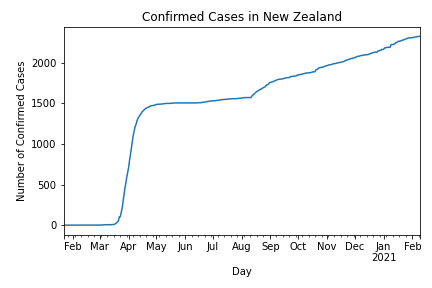 Confirmed Cases in New Zealand
Number of Confirmed Cases
2000
1500
1000
500
0
Feb Mar Apr May Jun Jul Aug Sep Oct Nov Dec Jan Feb
2021
Day